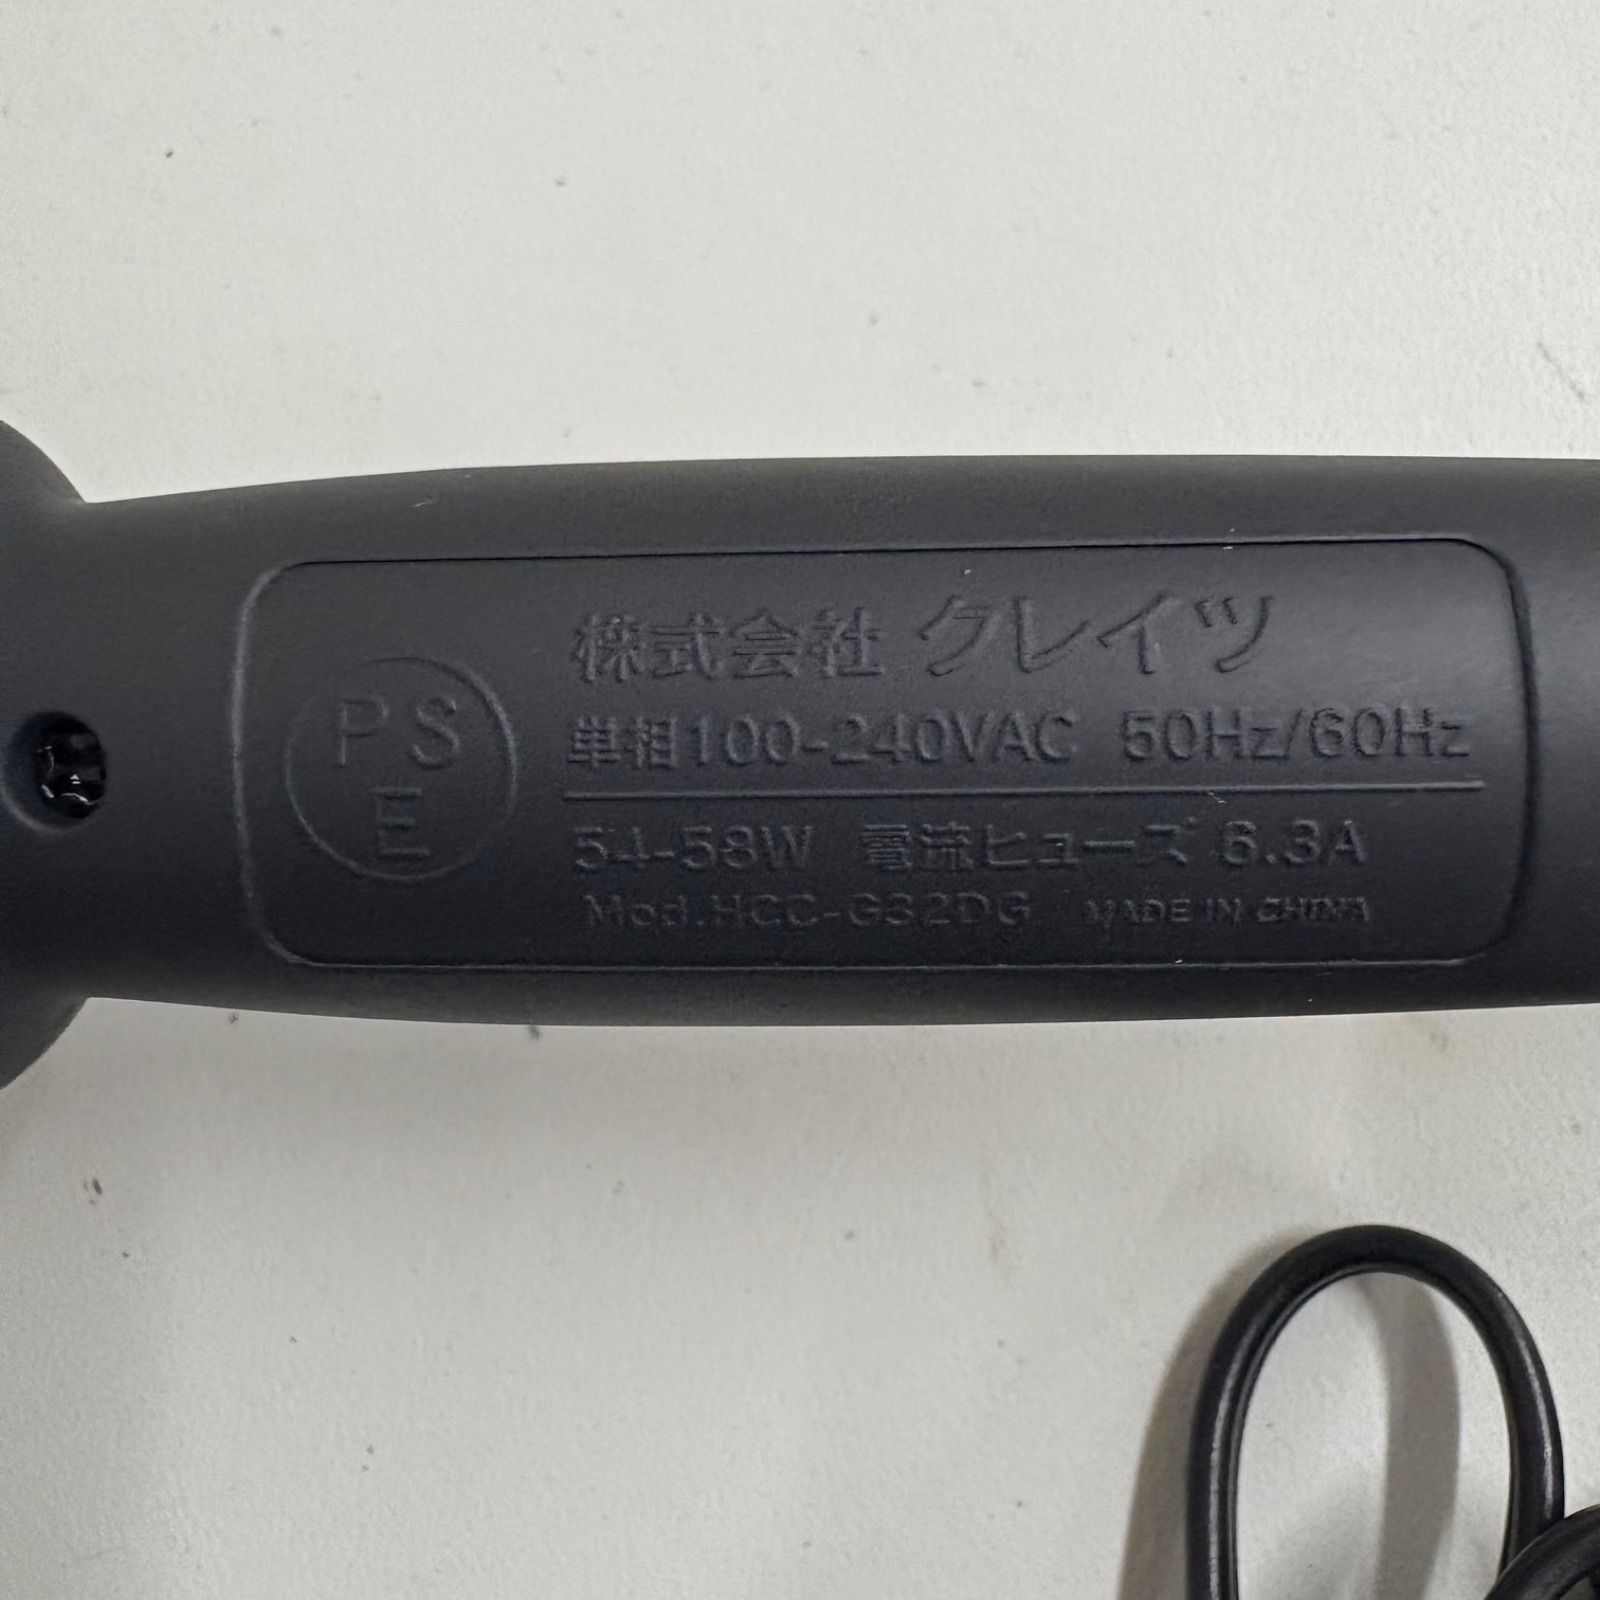 PSE
株式会社 クレイツ
単相100-240VAC 50Hz/60Hz
54-58W 電流ヒューズ 6.3A
Mod.HCC-G32DG MADE IN CHINA